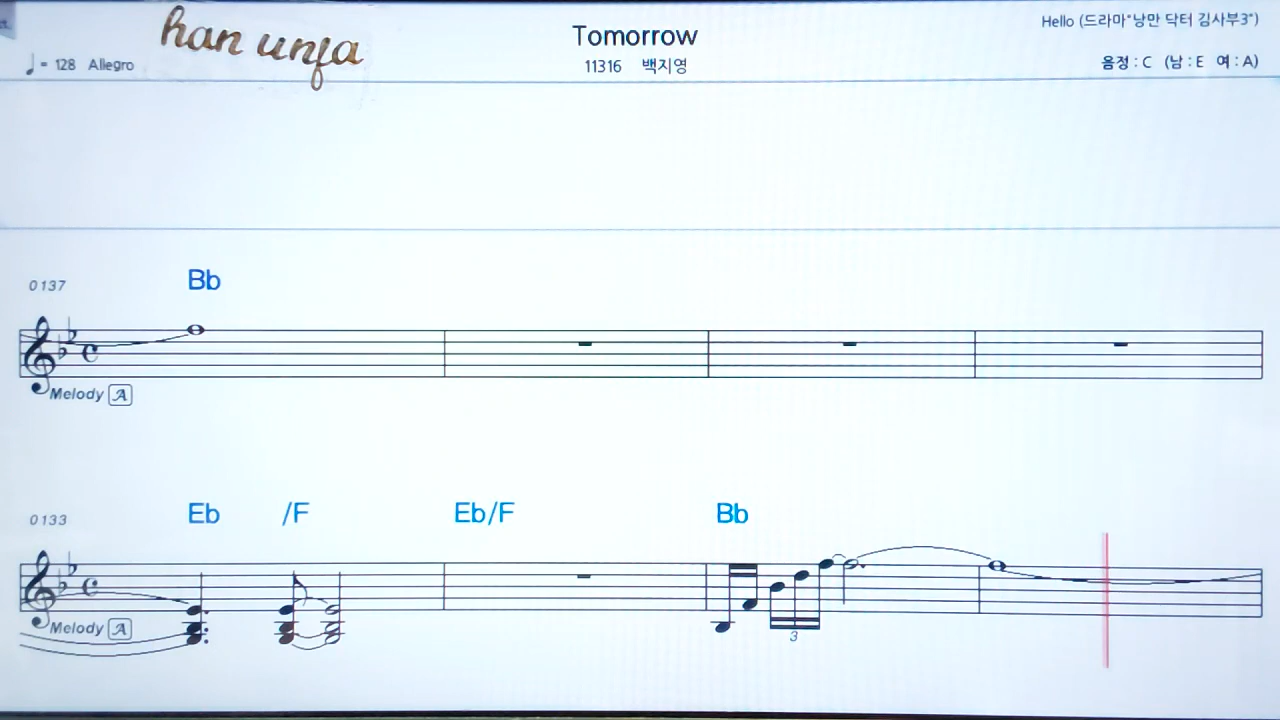 han unfa
Tomorrow
Hello (드라마"낭만 닥터 김사부3")
= 128 Allegro
11316 백지영
음정 : C (남 : E 여 : A)
0137
Bb
Melody A
0133
Eb /F Eb/F Bb
Melody A
3